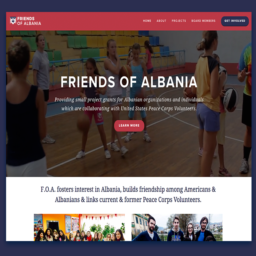 FRIENDS
OF ALBANIA
HOME ABOUT PROJECTS BOARD MEMBERS GET INVOLVED
FRIENDS OF ALBANIA
Providing small project grants for Albanian organizations and individuals
which are collaborating with United States Peace Corps Volunteers.
LEARN MORE
F.O.A. fosters interest in Albania, builds friendship among Americans &
Albanians & links current & former Peace Corps Volunteers.